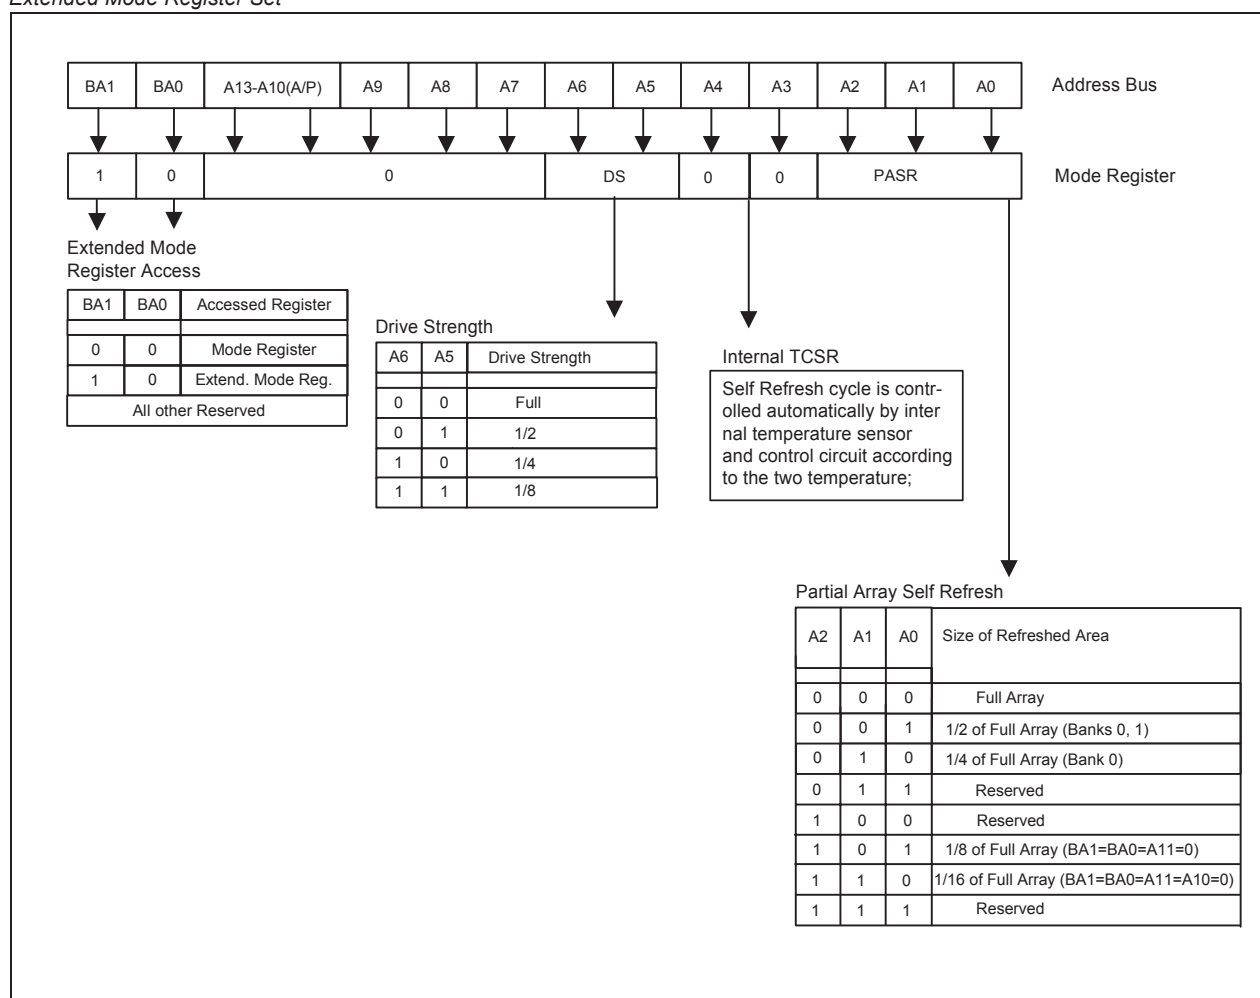 Extended Mode Register Set
BA1 BA0 A13-A10(A/P) A9 A8 A7 A6 A5 A4 A3 A2 A1 A0 Address Bus
1 0 0 DS 0 0 PASR Mode Register
Extended Mode
Register Access
BA1 BA0 Accessed Register
0 0 Mode Register
1 0 Extend. Mode Reg.
All other Reserved
Drive Strength
A6 A5 Drive Strength
0 0 Full
0 1 1/2
1 0 1/4
1 1 1/8
Internal TCSR
Self Refresh cycle is contr-
olled automatically by inter
nal temperature sensor
and control circuit according
to the two temperature;
Partial Array Self Refresh
A2 A1 A0 Size of Refreshed Area
0 0 0 Full Array
0 0 1 1/2 of Full Array (Banks 0, 1)
0 1 0 1/4 of Full Array (Bank 0)
0 1 1 Reserved
1 0 0 Reserved
1 0 1 1/8 of Full Array (BA1=BA0=A11=0)
1 1 0 1/16 of Full Array (BA1=BA0=A11=A10=0)
1 1 1 Reserved